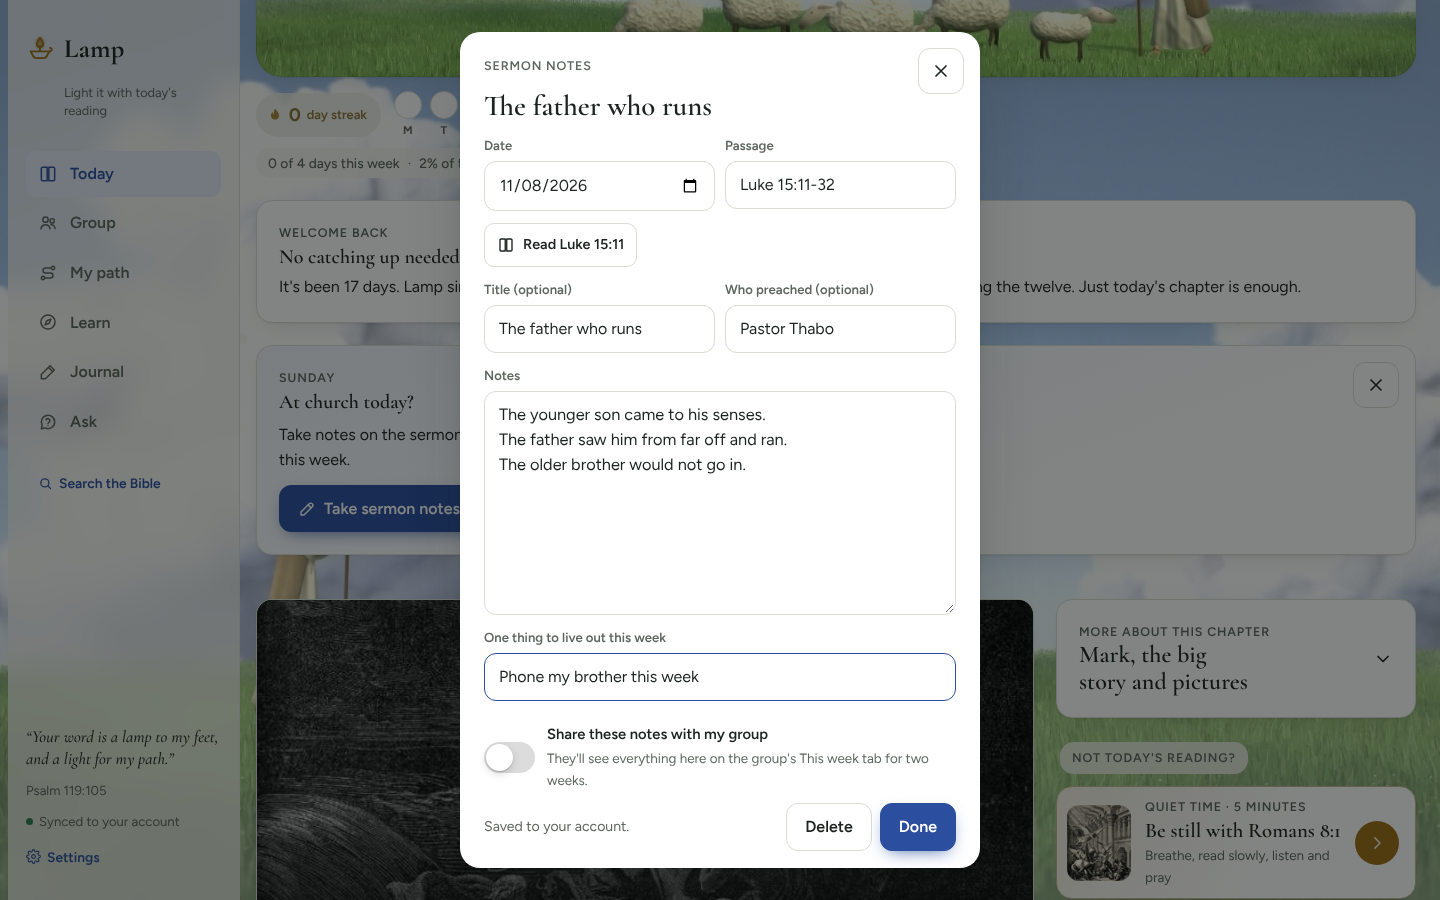 Lamp
Light it with today's
reading
Today
Group
My path
Learn
Journal
Ask
Search the Bible
“Your word is a lamp to my feet,
and a light for my path.”
Psalm 119:105
Synced to your account
Settings
0 day streak
M T
0 of 4 days this week · 2% of
WELCOME BACK
No catching up needed
It's been 17 days. Lamp
the twelve. Just today's chapter is enough.
SUNDAY
At church today?
Take notes on the sermon
this week.
Take sermon notes
SERMON NOTES
The father who runs
Date
11/08/2026
Passage
Luke 15:11-32
Read Luke 15:11
Title (optional)
The father who runs
Who preached (optional)
Pastor Thabo
Notes
The younger son came to his senses.
The father saw him from far off and ran.
The older brother would not go in.
One thing to live out this week
Phone my brother this week
Share these notes with my group
They'll see everything here on the group's This week tab for two
weeks.
Saved to your account.
Delete
Done
MORE ABOUT THIS CHAPTER
Mark, the big
story and pictures
NOT TODAY'S READING?
QUIET TIME · 5 MINUTES
Be still with Romans 8:1
Breathe, read slowly, listen and
pray